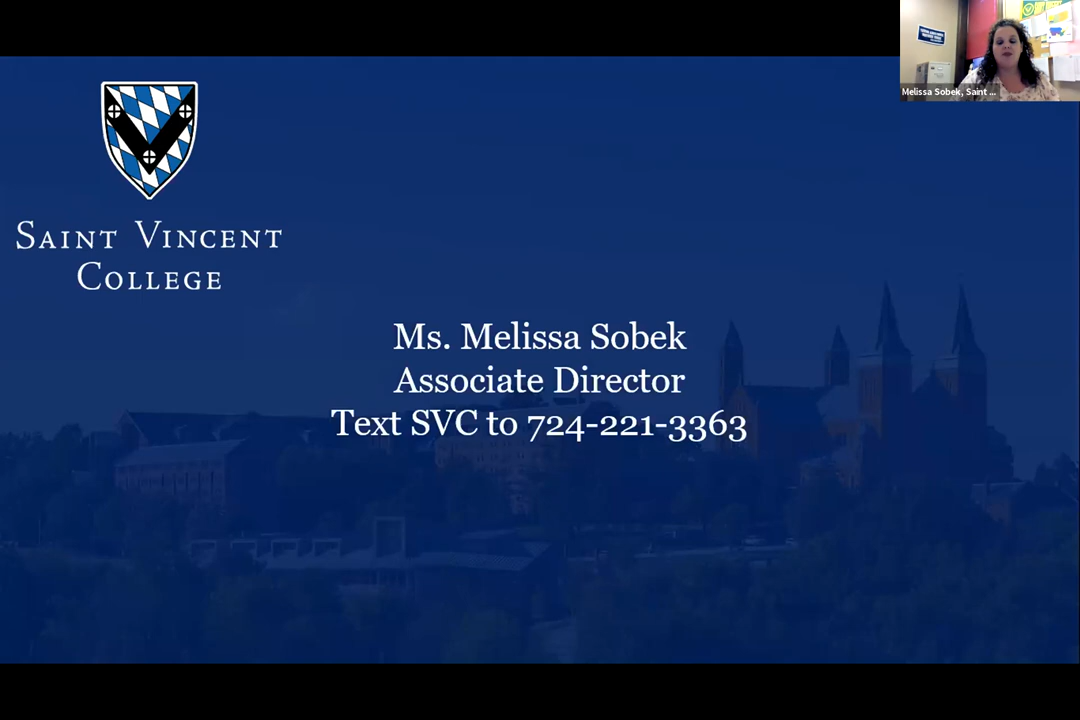 Melissa Sobek, Saint ...
SAINT VINCENT
COLLEGE
Ms. Melissa Sobek
Associate Director
Text SVC to 724-221-3363